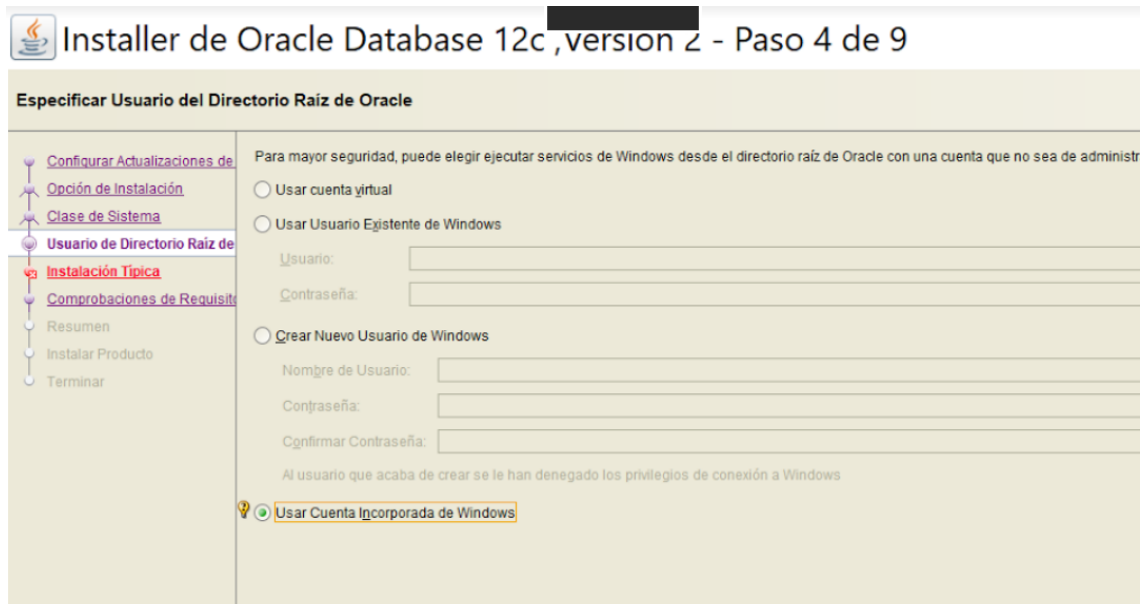 Installer de Oracle Database 12c , Versión 2 - Paso 4 de 9
Especificar Usuario del Directorio Raíz de Oracle
Configurar Actualizaciones de
Opción de Instalación
Clase de Sistema
Usuario de Directorio Raíz de
Instalación Típica
Comprobaciones de Requisito
Resumen
Instalar Producto
Terminar
Para mayor seguridad, puede elegir ejecutar servicios de Windows desde el directorio raíz de Oracle con una cuenta que no sea de administr
Usar cuenta virtual
Usar Usuario Existente de Windows
Usuario:
Contraseña:
Crear Nuevo Usuario de Windows
Nombre de Usuario:
Contraseña:
Confirmar Contraseña:
Al usuario que acaba de crear se le han denegado los privilegios de conexión a Windows
Usar Cuenta Incorporada de Windows